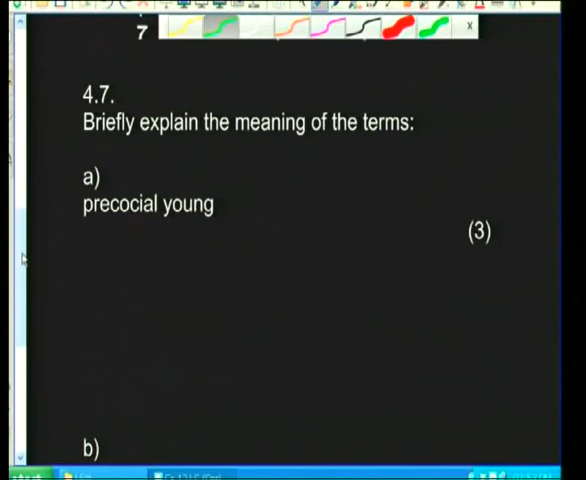 7
x
4.7.
Briefly explain the meaning of the terms:
a)
precocial young
(3)
b)